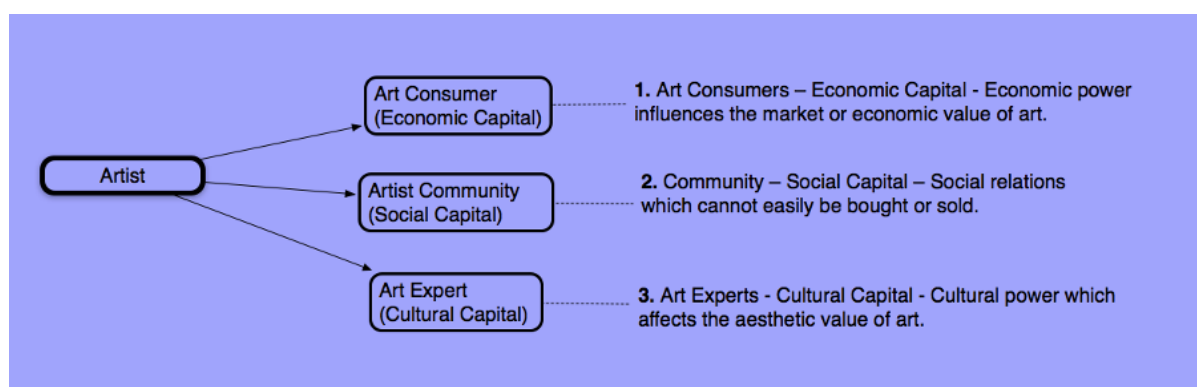 Artist
Art Consumer
(Economic Capital)
1. Art Consumers – Economic Capital - Economic power
influences the market or economic value of art.
Artist Community
(Social Capital)
2. Community – Social Capital – Social relations
which cannot easily be bought or sold.
Art Expert
(Cultural Capital)
3. Art Experts - Cultural Capital - Cultural power which
affects the aesthetic value of art.